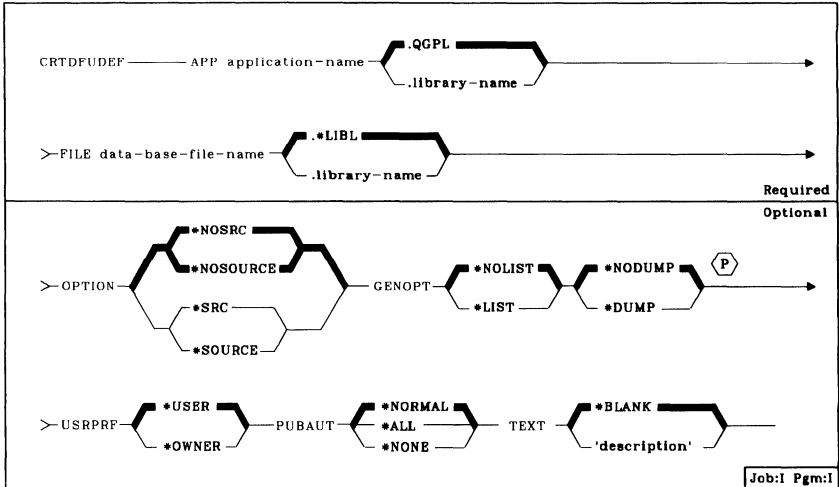 .QGPL
CRTDFUDEF APP application-name
.library-name
.*LIBL
FILE data-base-file-name
.library-name
Required
Optional
*NOSRC
*NOSOURCE
*NOLIST *NODUMP P
OPTION GENOPT
*SRC *LIST *DUMP
*SOURCE
*USER *NORMAL *BLANK
USRPRF PUBAUT *ALL TEXT
*OWNER *NONE 'description'
Job:I Pgm:I